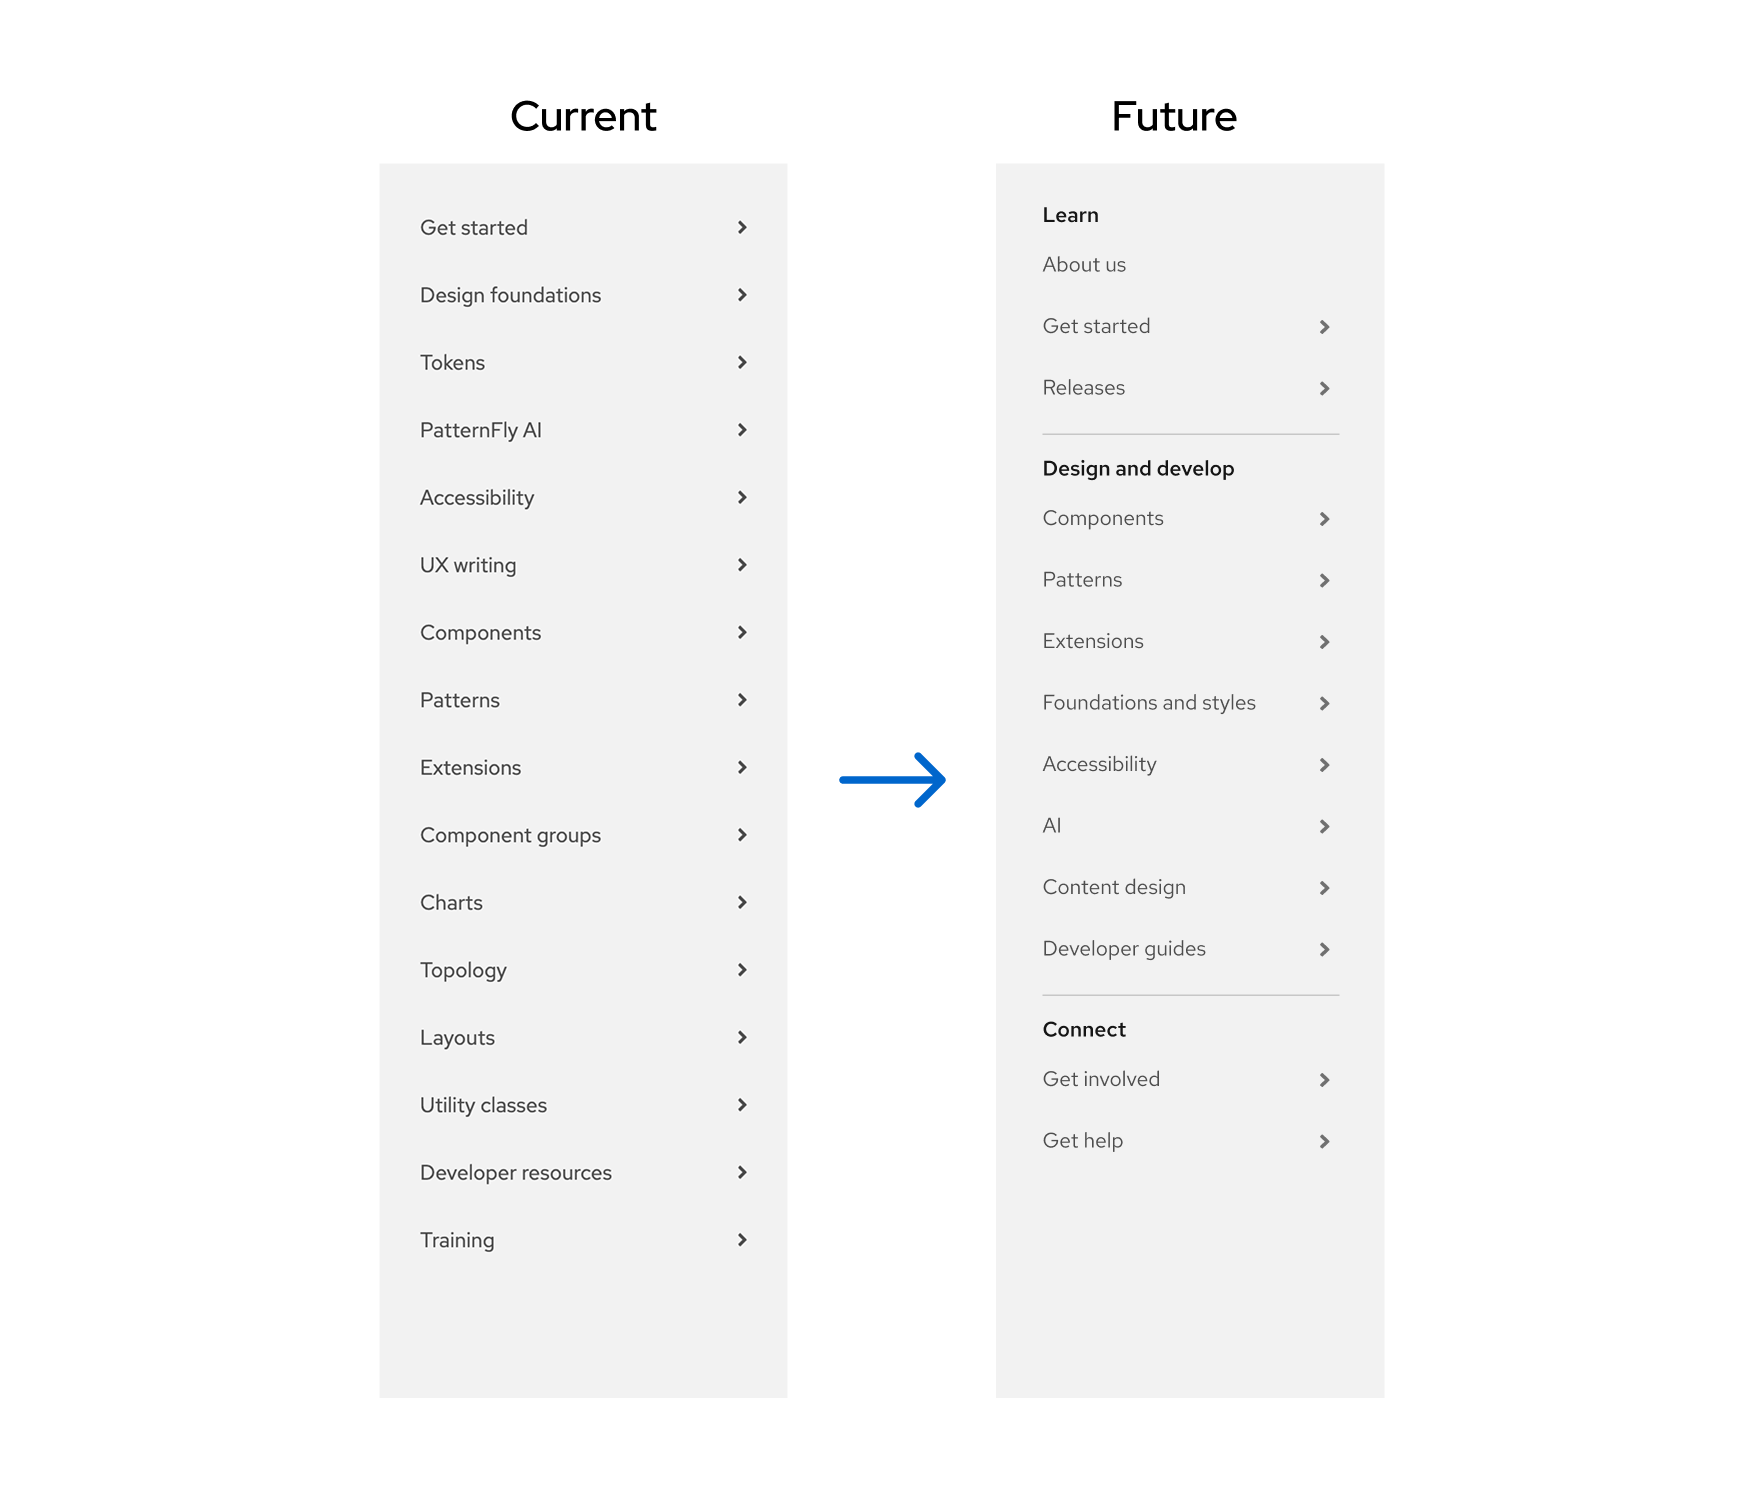 Current
Get started
Design foundations
Tokens
PatternFly AI
Accessibility
UX writing
Components
Patterns
Extensions
Component groups
Charts
Topology
Layouts
Utility classes
Developer resources
Training
Future
Learn
About us
Get started
Releases
Design and develop
Components
Patterns
Extensions
Foundations and styles
Accessibility
AI
Content design
Developer guides
Connect
Get involved
Get help